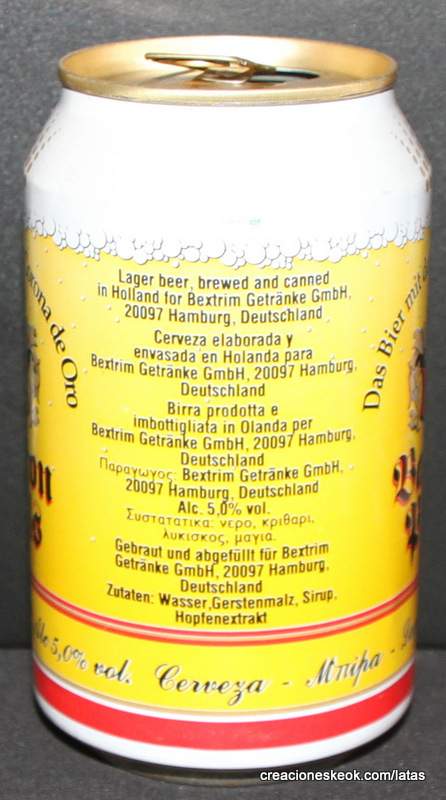 Lager beer, brewed and canned
in Holland for Bextrim Getränke GmbH,
20097 Hamburg, Deutschland
Cerveza elaborada y
envasada en Holanda para
Bextrim Getränke GmbH, 20097 Hamburg,
Deutschland
Birra prodotta e
imbottigliata in Olanda per
Bextrim Getränke GmbH, 20097 Hamburg,
Deutschland
Παραγωγος: Bextrim Getränke GmbH,
20097 Hamburg, Deutschland
Alc. 5,0% vol.
Συστατατικα: νερο, κριθαρι,
λυκισκος, μαγια.
Gebraut und abgefüllt für Bextrim
Getränke GmbH, 20097 Hamburg,
Deutschland
Zutaten: Wasser,Gerstenmalz, Sirup,
Hopfenextrakt
de Oro
Das Bier mit
5,0% vol. Cerveza - Μπίρα -
creacioneskeok.com/latas